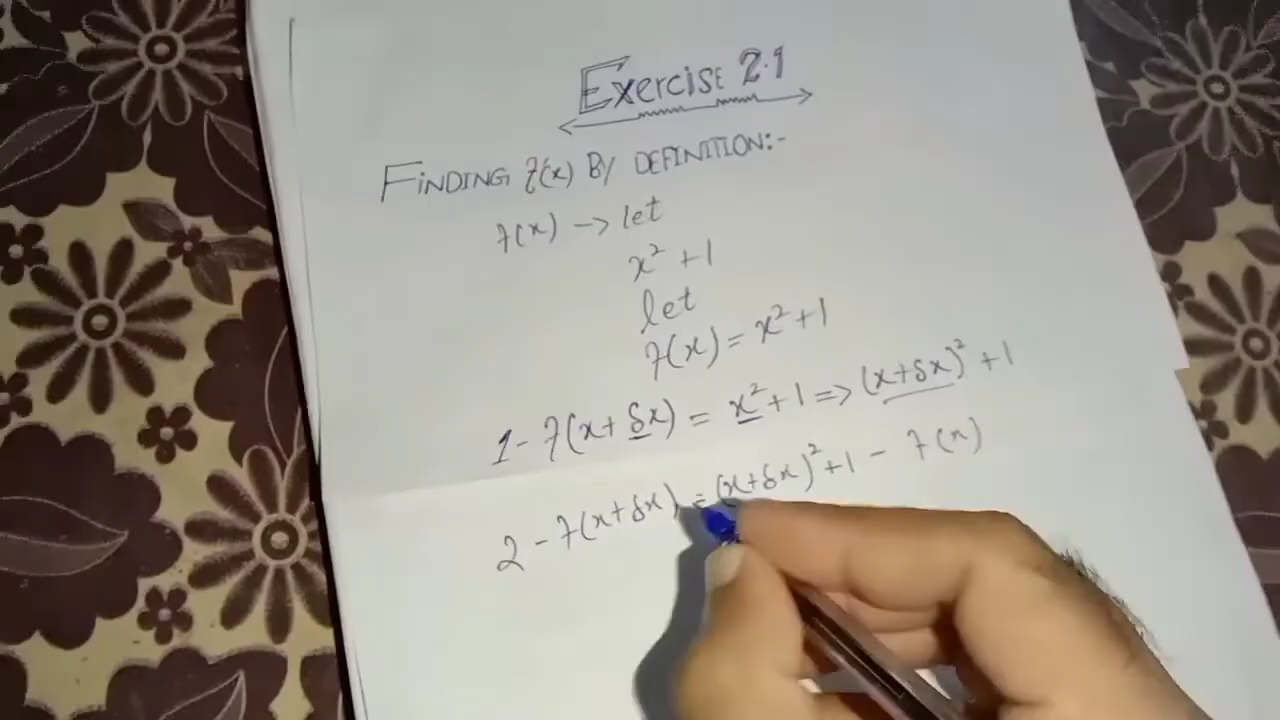 Exercise 2.1
FINDING f(x) BY DEFINITION:-
f(x) → let
x² + 1
let
f(x) = x² + 1
1 - f(x + δx) = x² + 1 => (x + δx)² + 1
2 - f(x + δx) = (x + δx)² + 1 - f(x)